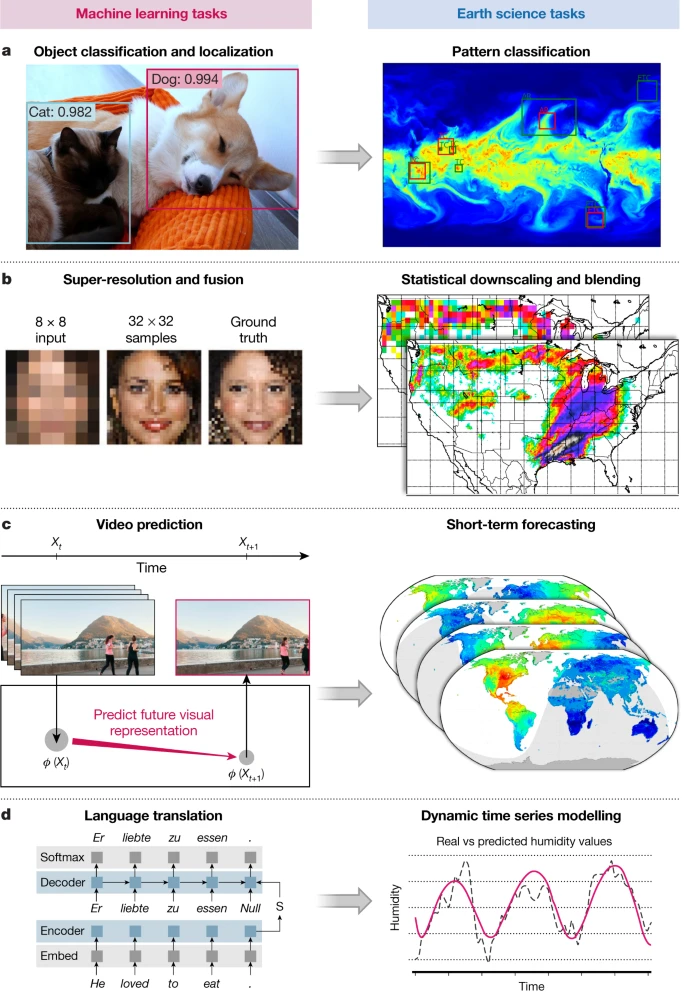 Machine learning tasks
Earth science tasks
a
Object classification and localization
Pattern classification
Dog: 0.994
Cat: 0.982
ETC
b
Super-resolution and fusion
Statistical downscaling and blending
8 × 8
input
32 × 32
samples
Ground
truth
c
Video prediction
Short-term forecasting
Xt
Xt+1
Time
Predict future visual
representation
ϕ (Xt)
ϕ (Xt+1)
d
Language translation
Dynamic time series modelling
Er liebte zu essen .
Softmax
Decoder
Er liebte zu essen Null
S
Encoder
Embed
He loved to eat .
Real vs predicted humidity values
Humidity
Time